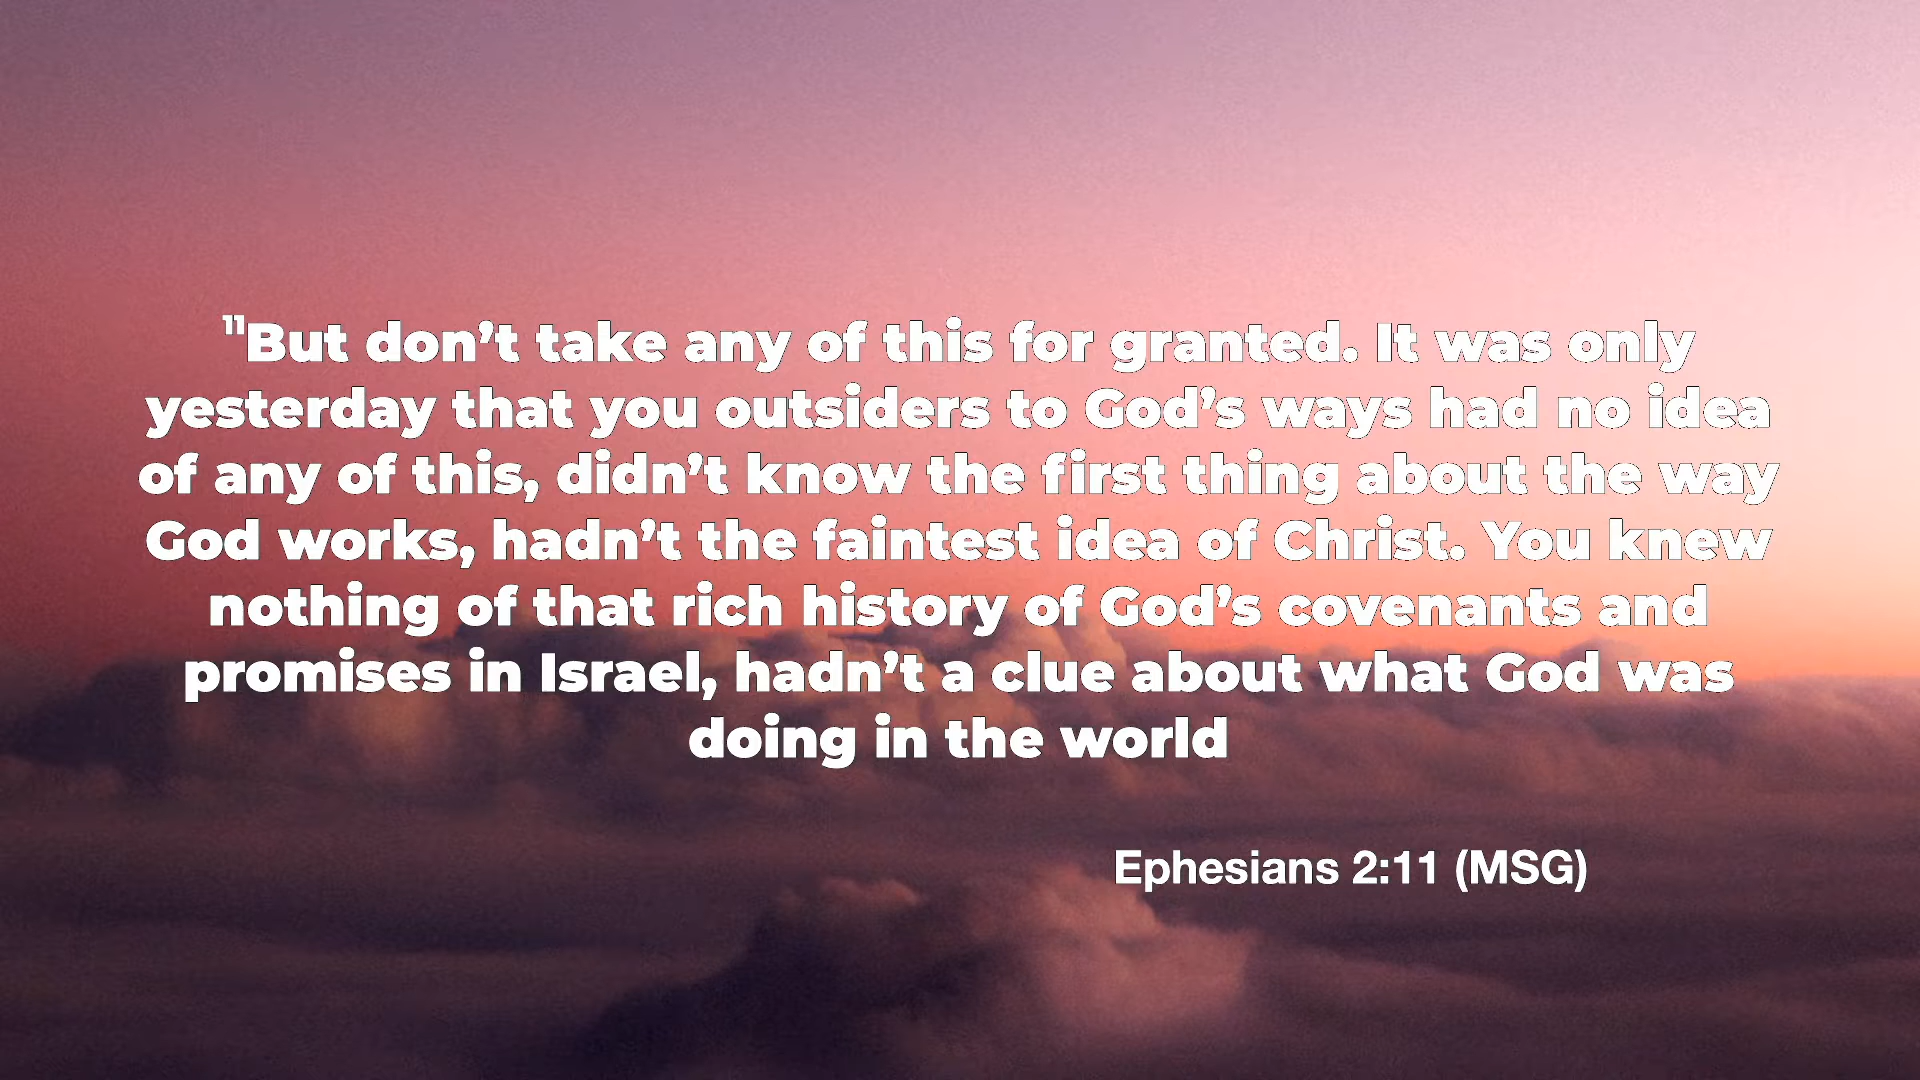 ¹¹But don’t take any of this for granted. It was only
yesterday that you outsiders to God’s ways had no idea
of any of this, didn’t know the first thing about the way
God works, hadn’t the faintest idea of Christ. You knew
nothing of that rich history of God’s covenants and
promises in Israel, hadn’t a clue about what God was
doing in the world
Ephesians 2:11 (MSG)